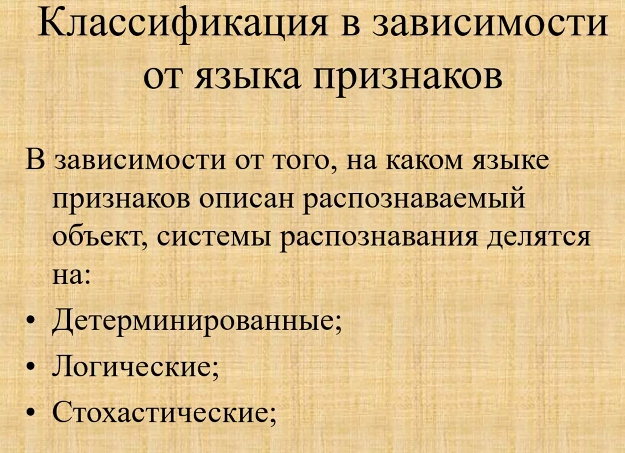 Классификация в зависимости
от языка признаков
В зависимости от того, на каком языке
признаков описан распознаваемый
объект, системы распознавания делятся
на:
• Детерминированные;
• Логические;
• Стохастические;